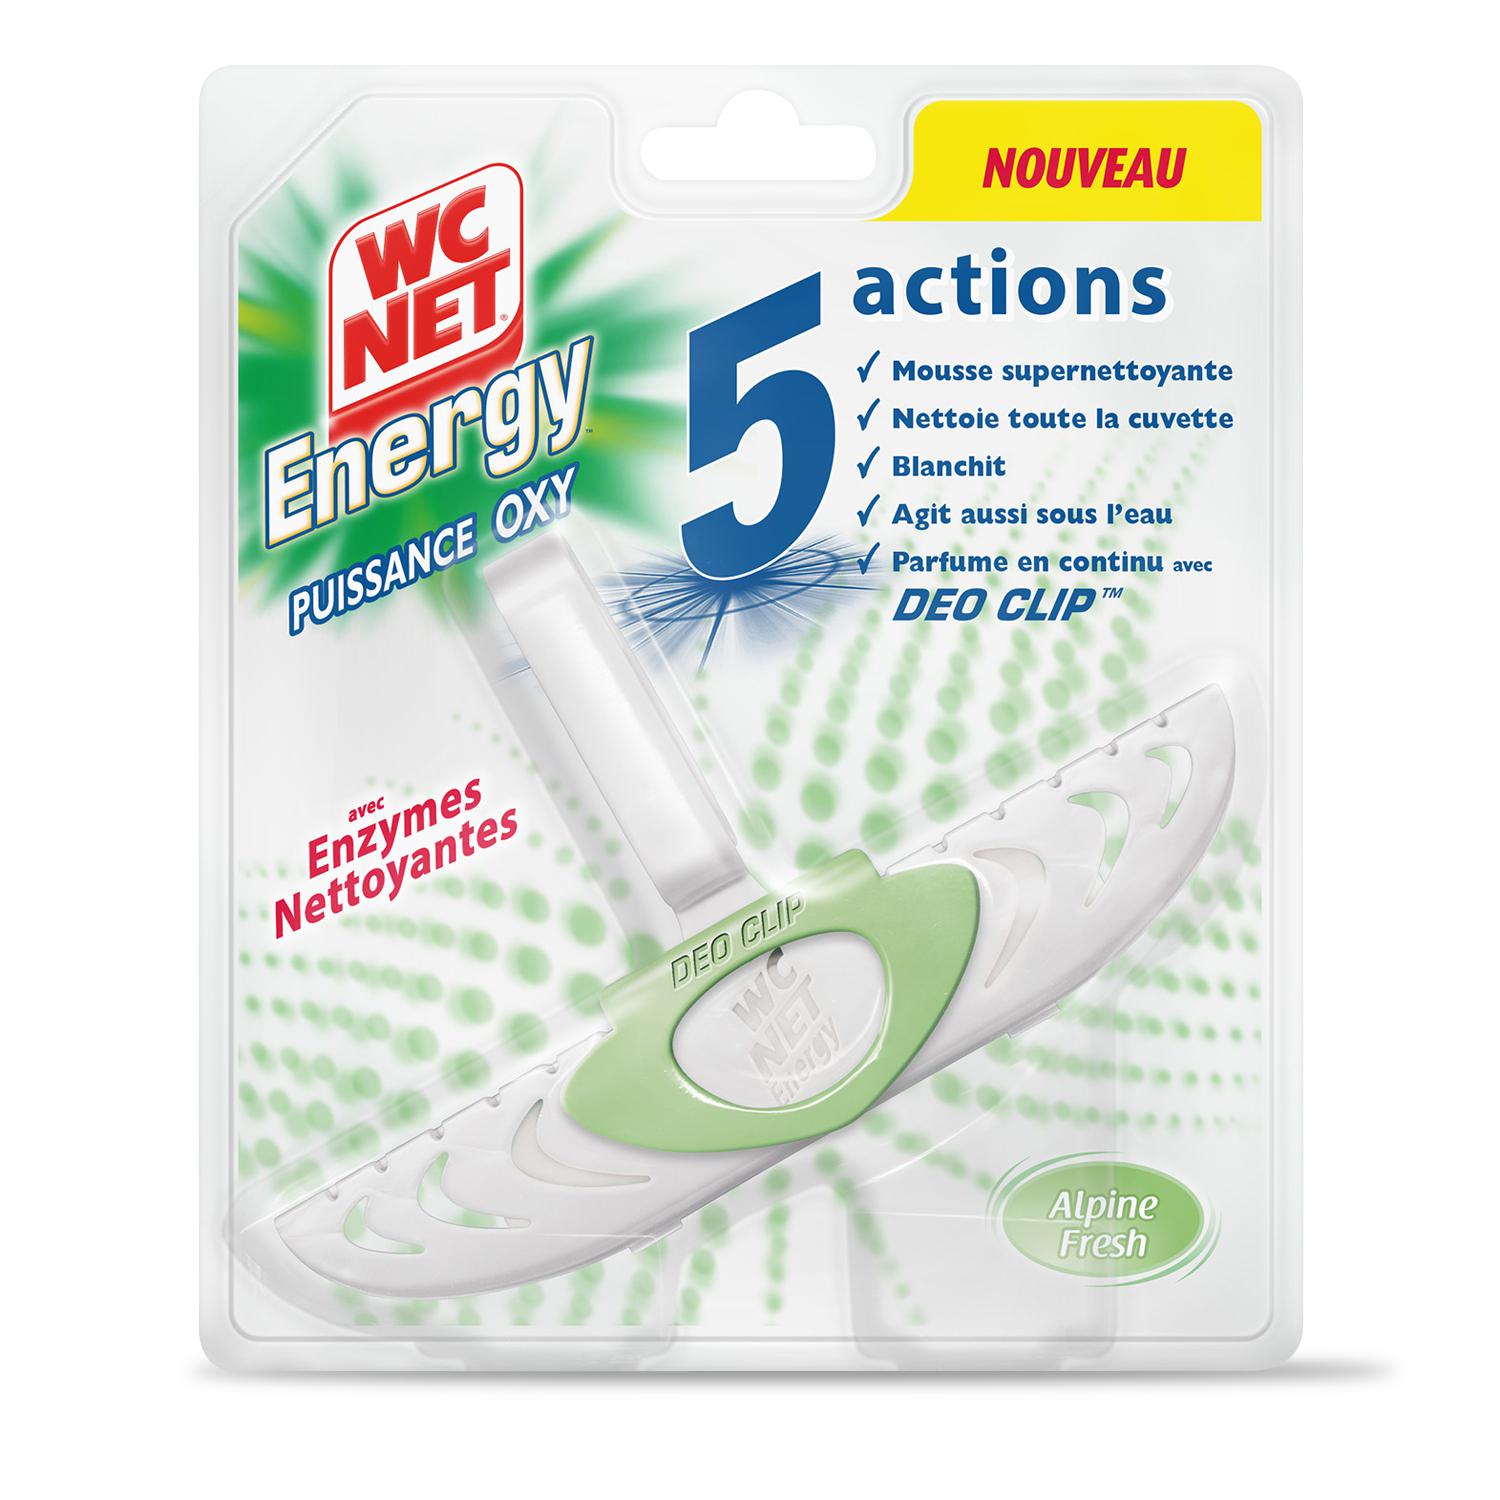 NOUVEAU
WC
NET®
Energy™
PUISSANCE OXY
5 actions
✓ Mousse supernettoyante
✓ Nettoie toute la cuvette
✓ Blanchit
✓ Agit aussi sous l'eau
✓ Parfume en continu avec
DEO CLIP™
avec
Enzymes
Nettoyantes
DEO CLIP
WC
NET
Energy
Alpine
Fresh